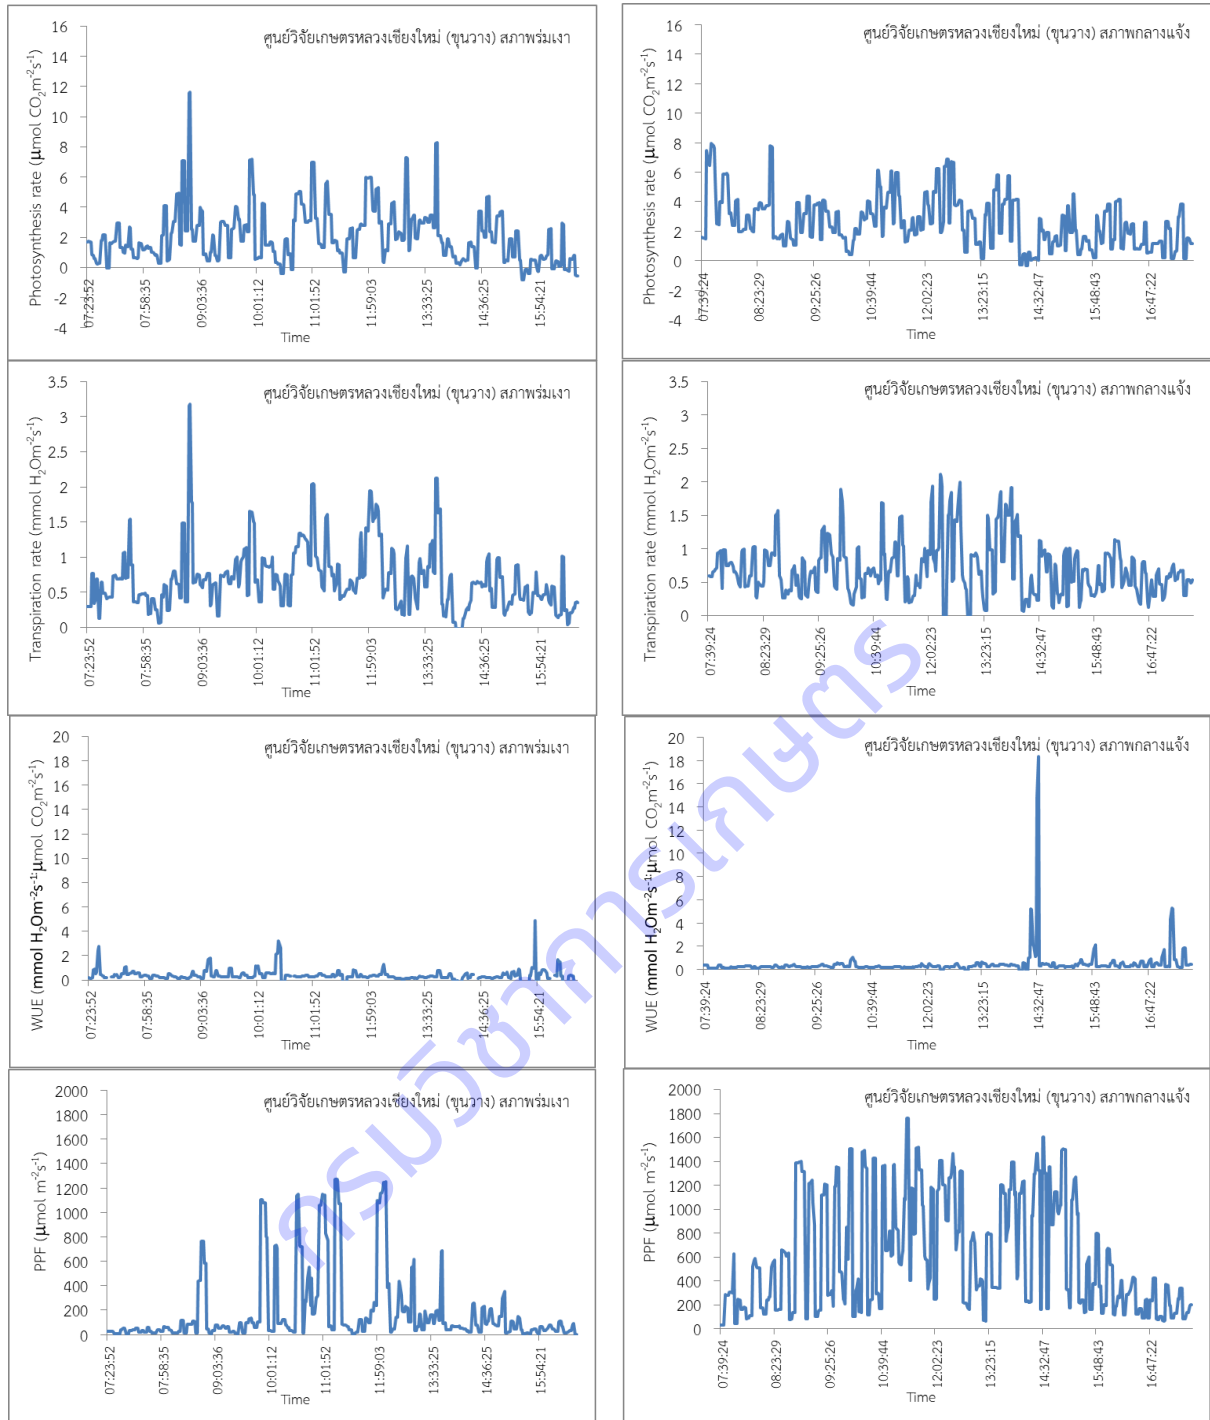 ศูนย์วิจัยเกษตรหลวงเชียงใหม่ (ขุนวาง) สภาพร่มเงา
Photosynthesis rate (µmol CO₂m⁻²s⁻¹)
16
14
12
10
8
6
4
2
0
-2
-4
07:23:52 07:58:35 09:03:36 10:01:12 11:01:52 11:59:03 13:33:25 14:36:25 15:54:21
Time
ศูนย์วิจัยเกษตรหลวงเชียงใหม่ (ขุนวาง) สภาพกลางแจ้ง
Photosynthesis rate (µmol CO₂m⁻²s⁻¹)
16
14
12
10
8
6
4
2
0
-2
-4
07:39:24 08:23:29 09:25:26 10:39:44 12:02:23 13:23:15 14:32:47 15:48:43 16:47:22
Time
ศูนย์วิจัยเกษตรหลวงเชียงใหม่ (ขุนวาง) สภาพร่มเงา
Transpiration rate (mmol H₂Om⁻²s⁻¹)
3.5
3
2.5
2
1.5
1
0.5
0
07:23:52 07:58:35 09:03:36 10:01:12 11:01:52 11:59:03 13:33:25 14:36:25 15:54:21
Time
ศูนย์วิจัยเกษตรหลวงเชียงใหม่ (ขุนวาง) สภาพกลางแจ้ง
Transpiration rate (mmol H₂Om⁻²s⁻¹)
3.5
3
2.5
2
1.5
1
0.5
0
07:39:24 08:23:29 09:25:26 10:39:44 12:02:23 13:23:15 14:32:47 15:48:43 16:47:22
Time
ศูนย์วิจัยเกษตรหลวงเชียงใหม่ (ขุนวาง) สภาพร่มเงา
WUE (mmol H₂Om⁻²s⁻¹:µmol CO₂m⁻²s⁻¹)
20
18
16
14
12
10
8
6
4
2
0
07:23:52 07:58:35 09:03:36 10:01:12 11:01:52 11:59:03 13:33:25 14:36:25 15:54:21
Time
ศูนย์วิจัยเกษตรหลวงเชียงใหม่ (ขุนวาง) สภาพกลางแจ้ง
WUE (mmol H₂Om⁻²s⁻¹:µmol CO₂m⁻²s⁻¹)
20
18
16
14
12
10
8
6
4
2
0
07:39:24 08:23:29 09:25:26 10:39:44 12:02:23 13:23:15 14:32:47 15:48:43 16:47:22
Time
ศูนย์วิจัยเกษตรหลวงเชียงใหม่ (ขุนวาง) สภาพร่มเงา
PPF (µmol m⁻²s⁻¹)
2000
1800
1600
1400
1200
1000
800
600
400
200
0
07:23:52 07:58:35 09:03:36 10:01:12 11:01:52 11:59:03 13:33:25 14:36:25 15:54:21
Time
ศูนย์วิจัยเกษตรหลวงเชียงใหม่ (ขุนวาง) สภาพกลางแจ้ง
PPF (µmol m⁻²s⁻¹)
2000
1800
1600
1400
1200
1000
800
600
400
200
0
07:39:24 08:23:29 09:25:26 10:39:44 12:02:23 13:23:15 14:32:47 15:48:43 16:47:22
Time
กรมวิชาการเกษตร